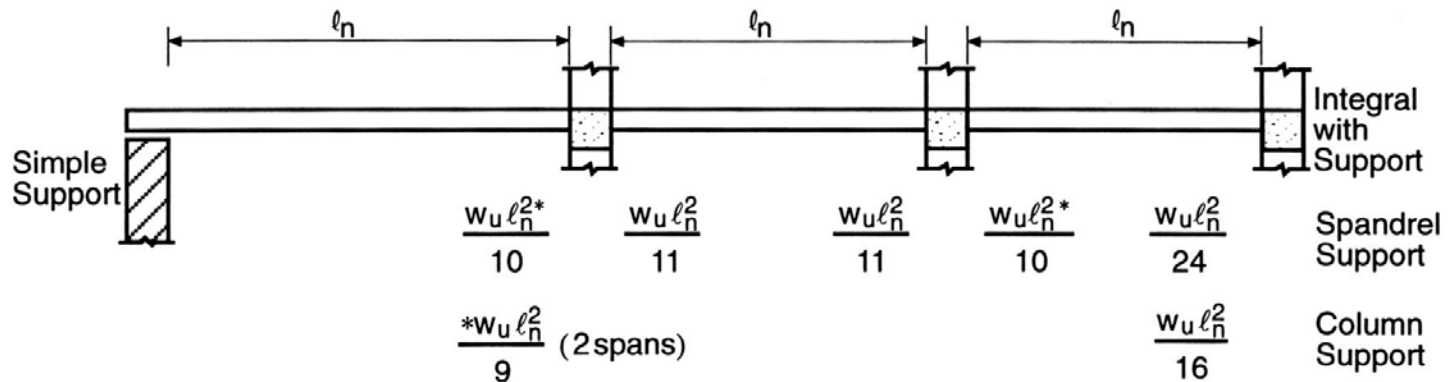 ℓn ℓn ℓn
Integral
with
Support
Simple
Support
wuℓn²* / 10 wuℓn² / 11 wuℓn² / 11 wuℓn²* / 10 wuℓn² / 24
Spandrel
Support
*wuℓn² / 9 (2 spans) wuℓn² / 16
Column
Support